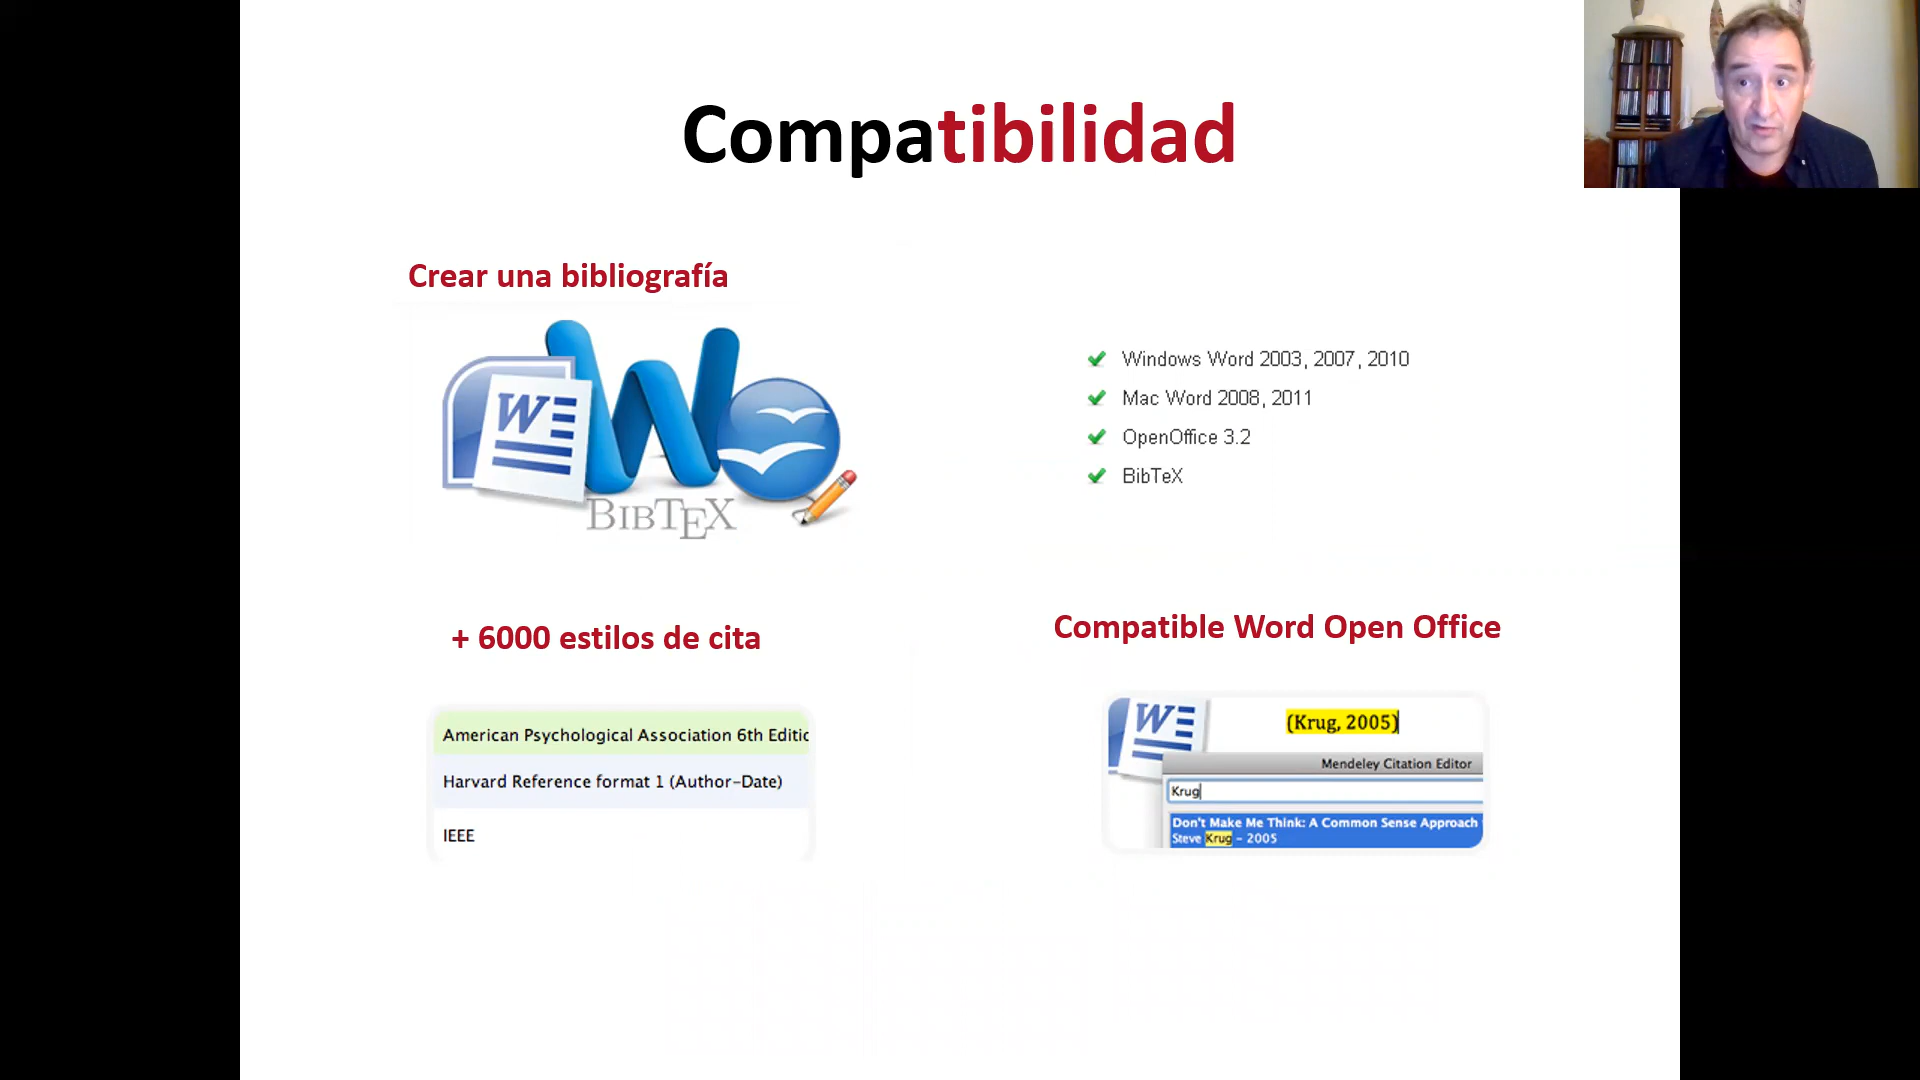 Compatibilidad
Crear una bibliografía
W
W
BIBTEX
Windows Word 2003, 2007, 2010
Mac Word 2008, 2011
OpenOffice 3.2
BibTeX
+ 6000 estilos de cita
American Psychological Association 6th Editio
Harvard Reference format 1 (Author-Date)
IEEE
Compatible Word Open Office
W
(Krug, 2005)
Mendeley Citation Editor
Krug
Don't Make Me Think: A Common Sense Approach
Steve Krug - 2005